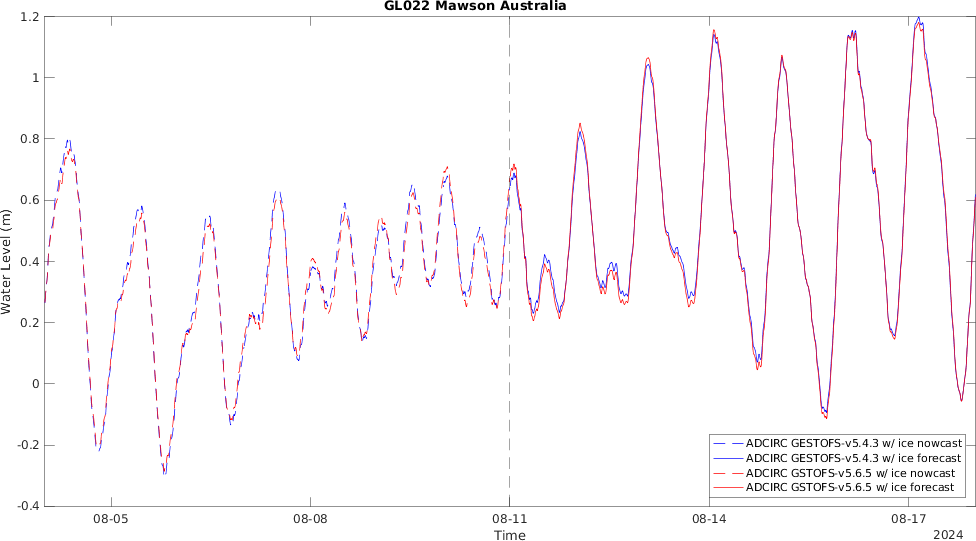 GL022 Mawson Australia
1.2
1
0.8
0.6
0.4
0.2
0
-0.2
-0.4
Water Level (m)
08-05
08-08
08-11
08-14
08-17
Time
2024
ADCIRC GESTOFS-v5.4.3 w/ ice nowcast
ADCIRC GESTOFS-v5.4.3 w/ ice forecast
ADCIRC GSTOFS-v5.6.5 w/ ice nowcast
ADCIRC GSTOFS-v5.6.5 w/ ice forecast